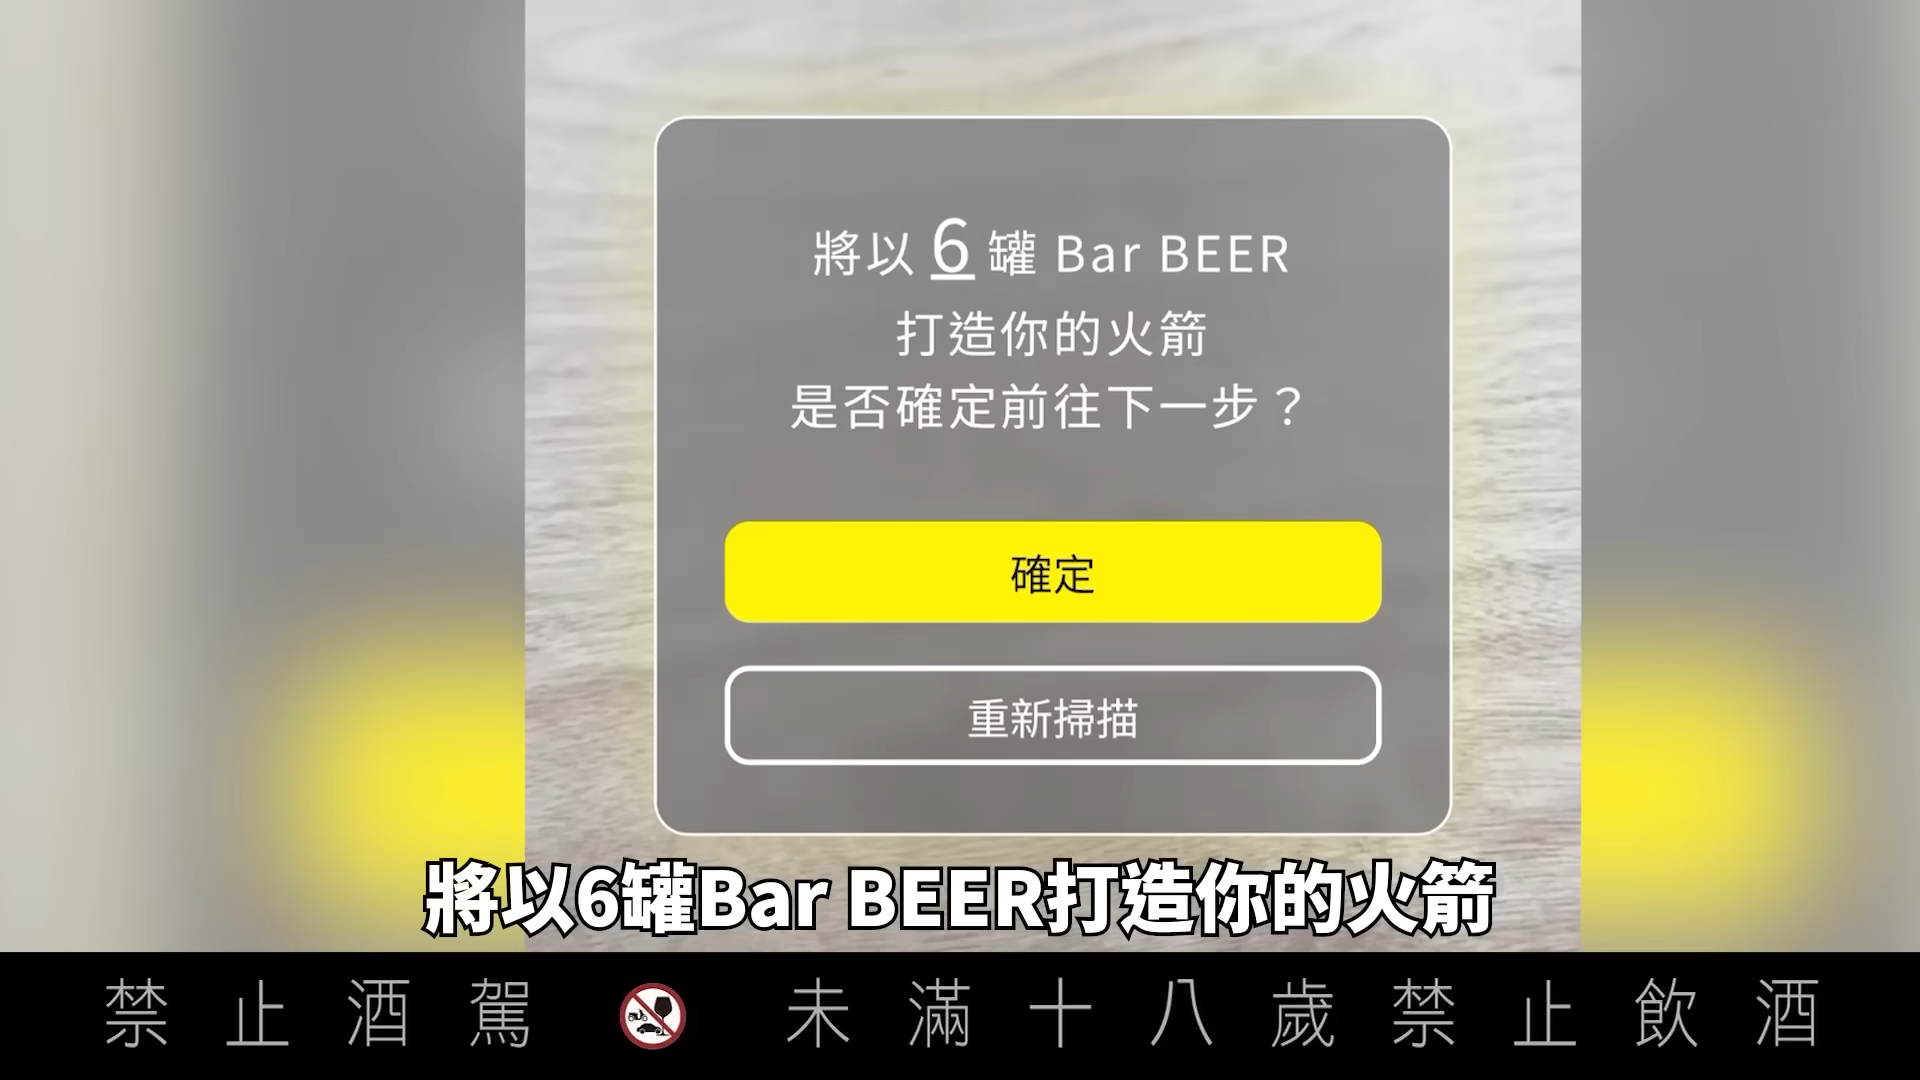 將以 6 罐 Bar BEER
打造你的火箭
是否確定前往下一步？
確定
重新掃描
將以6罐Bar BEER打造你的火箭
禁止酒駕 未滿十八歲禁止飲酒